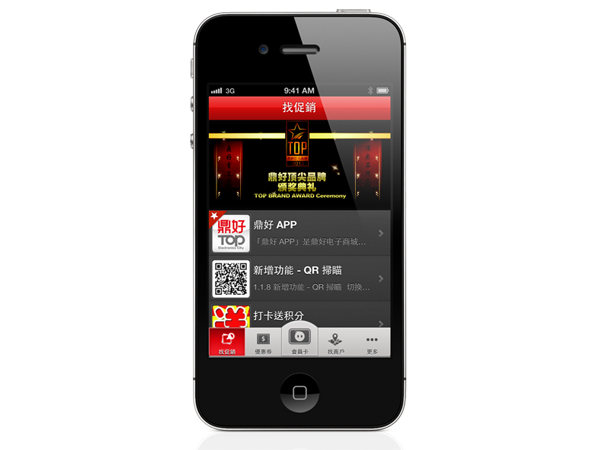 3G 9:41 AM
找促銷
TOP
鼎好顶尖品牌
颁奖典礼
TOP BRAND AWARD Ceremony
鼎好
TOP
鼎好 APP
「鼎好 APP」是鼎好电子商城...
新增功能 - QR 掃瞄
1.1.8 新增功能 - QR 掃瞄 切換...
送
打卡送积分
找促銷 優惠券 會員卡 找商戶 更多